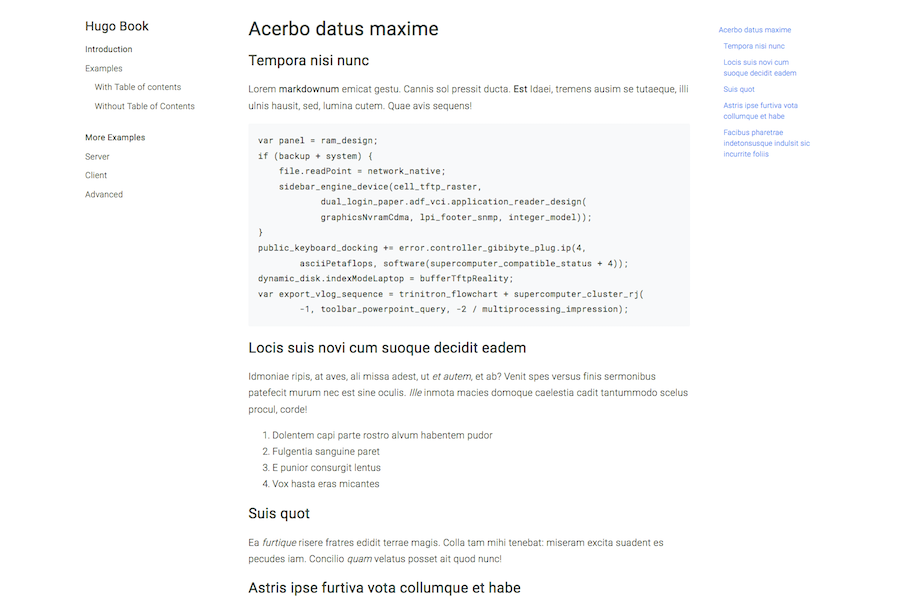 Hugo Book
Introduction
Examples
With Table of contents
Without Table of Contents
More Examples
Server
Client
Advanced
Acerbo datus maxime
Tempora nisi nunc
Lorem markdownum emicat gestu. Cannis sol pressit ducta. Est Idaei, tremens ausim se tutaeque, illi
ulnis hausit, sed, lumina cutem. Quae avis sequens!
var panel = ram_design;
if (backup + system) {
    file.readPoint = network_native;
    sidebar_engine_device(cell_tftp_raster,
            dual_login_paper.adf_vci.application_reader_design(
            graphicsNvramCdma, lpi_footer_snmp, integer_model));
}
public_keyboard_docking += error.controller_gibibyte_plug.ip(4,
        asciiPetaflops, software(supercomputer_compatible_status + 4));
dynamic_disk.indexModeLaptop = bufferTftpReality;
var export_vlog_sequence = trinitron_flowchart + supercomputer_cluster_rj(
        -1, toolbar_powerpoint_query, -2 / multiprocessing_impression);
Locis suis novi cum suoque decidit eadem
Idmoniae ripis, at aves, ali missa adest, ut et autem, et ab? Venit spes versus finis sermonibus
patefecit murum nec est sine oculis. Ille inmota macies domoque caelestia cadit tantummodo scelus
procul, corde!
1. Dolentem capi parte rostro alvum habentem pudor
2. Fulgentia sanguine paret
3. E punior consurgit lentus
4. Vox hasta eras micantes
Suis quot
Ea furtique risere fratres edidit terrae magis. Colla tam mihi tenebat: miseram excita suadent es
pecudes iam. Concilio quam velatus posset ait quod nunc!
Astris ipse furtiva vota collumque et habe
Acerbo datus maxime
Tempora nisi nunc
Locis suis novi cum
suoque decidit eadem
Suis quot
Astris ipse furtiva vota
collumque et habe
Facibus pharetrae
indetonsusque indulsit sic
incurrite foliis